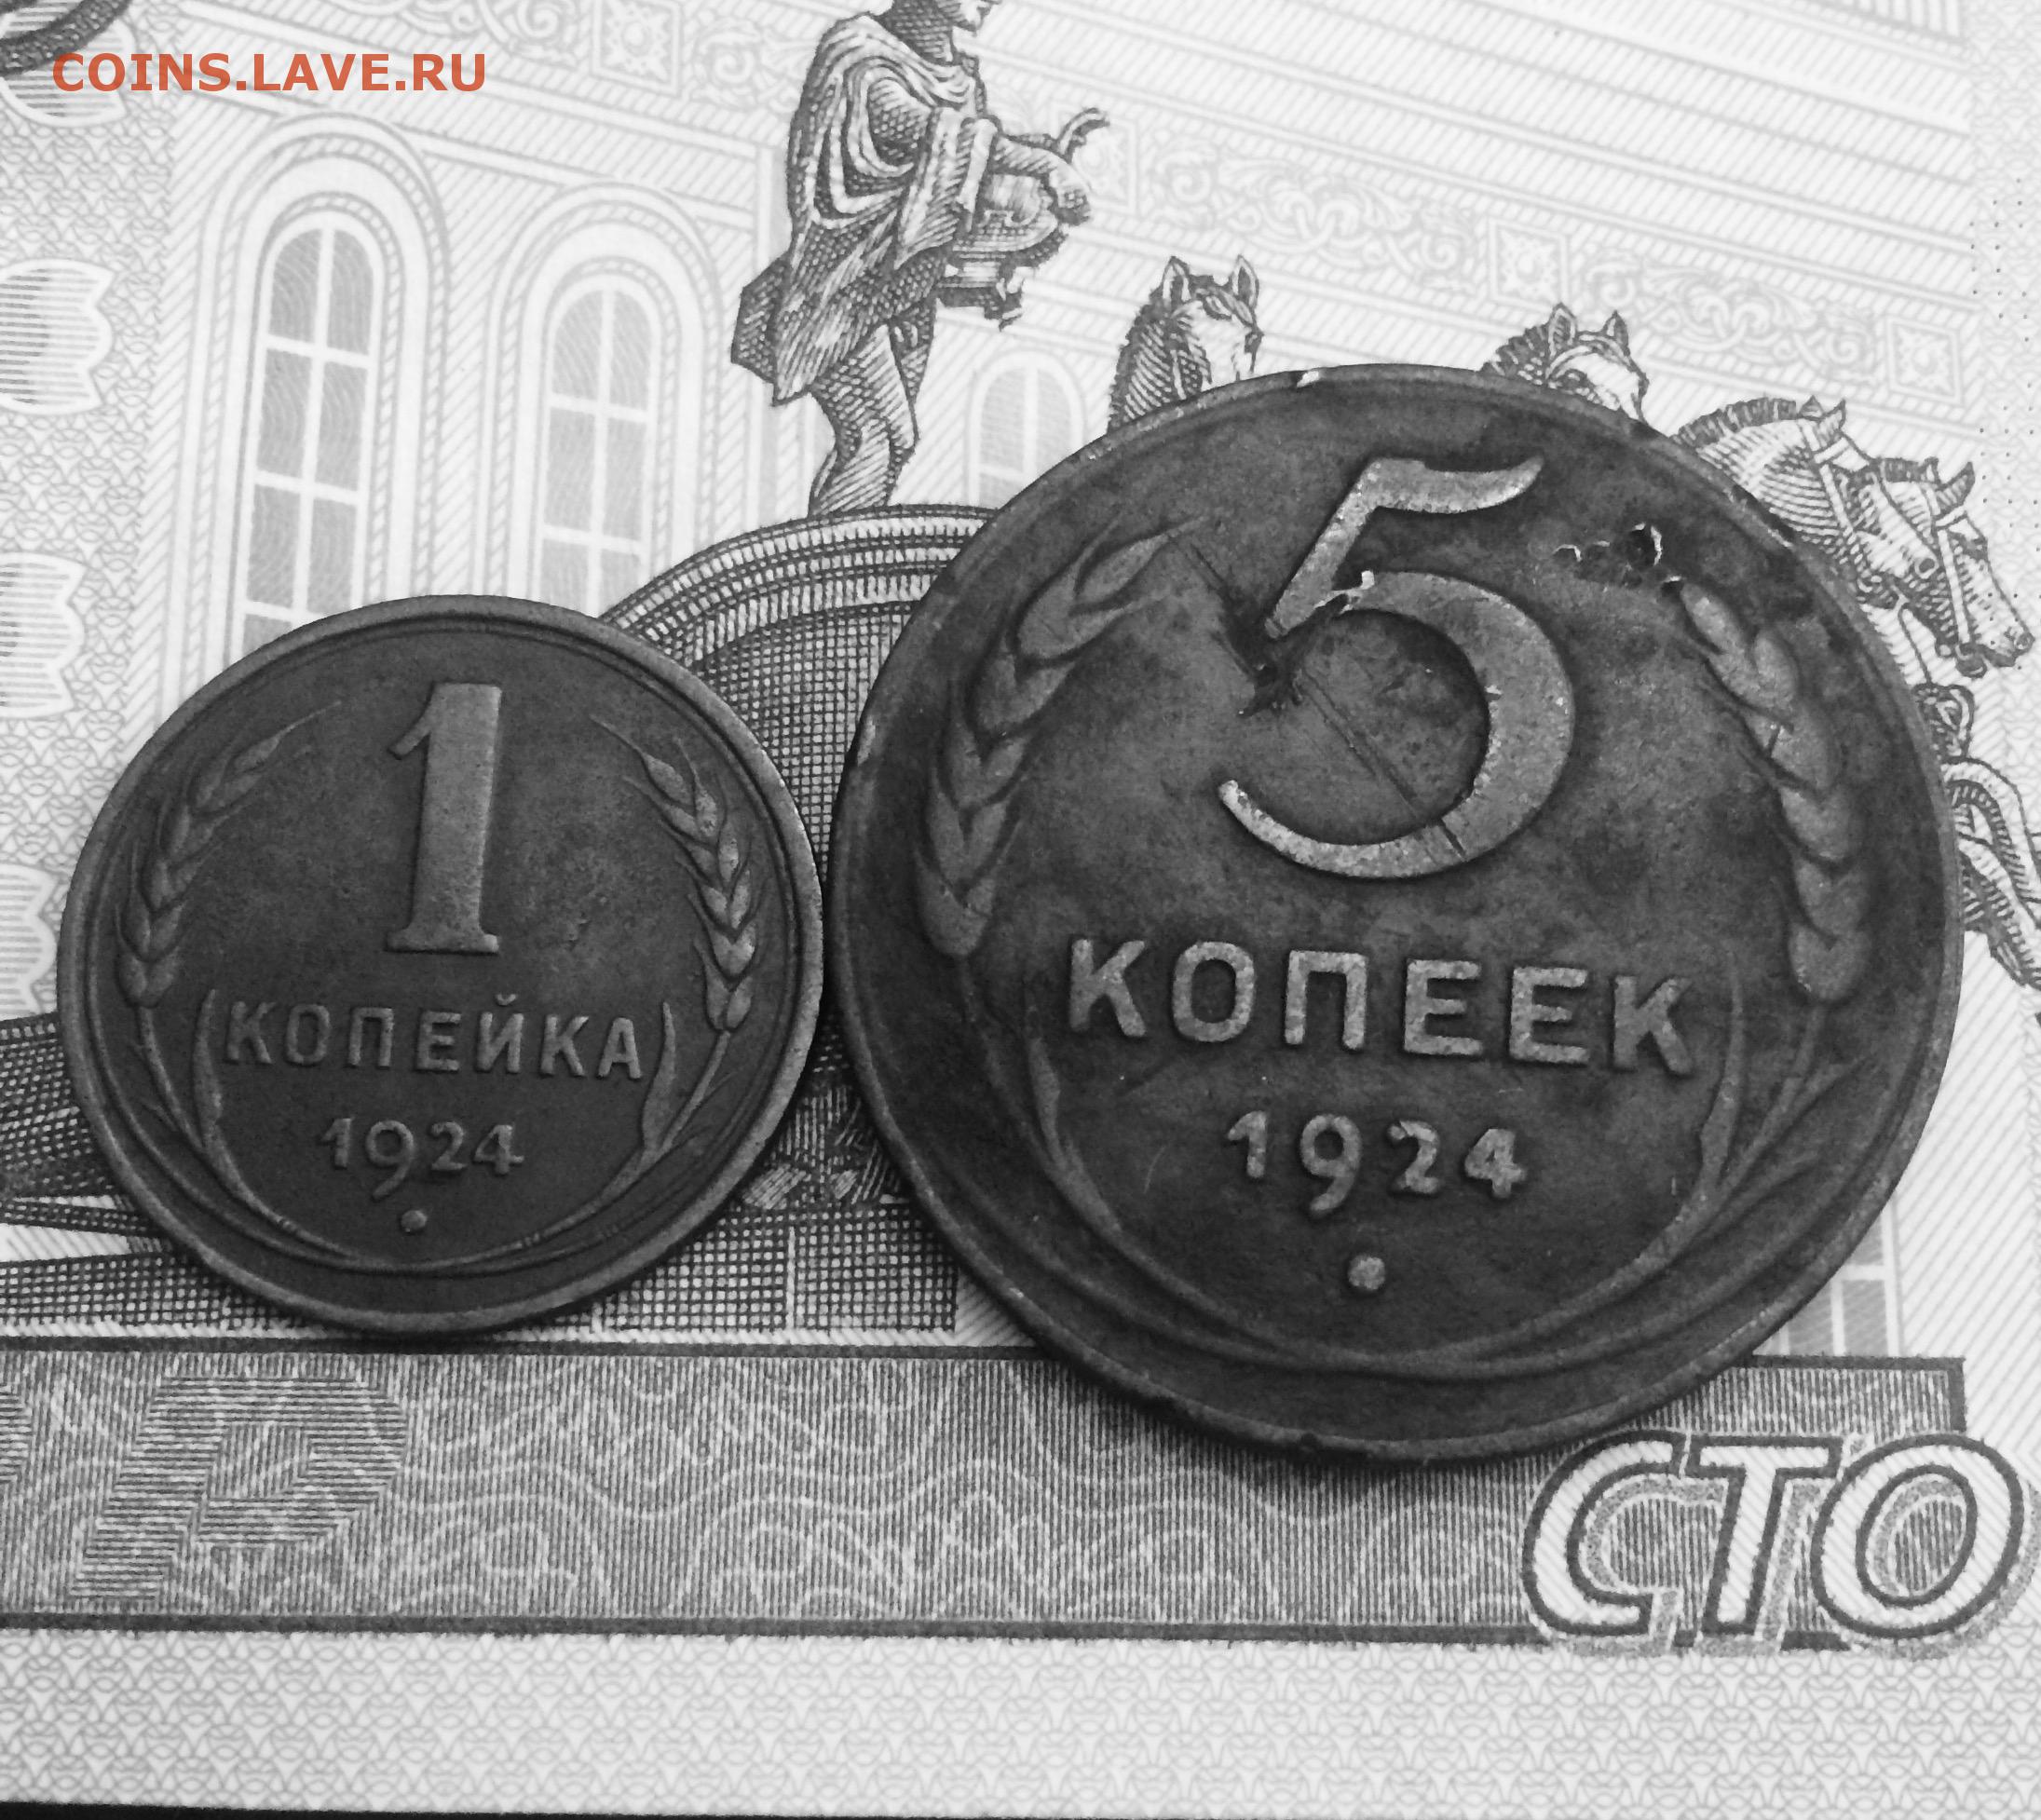 COINS.LAVE.RU
1
КОПЕЙКА
1924
5
КОПЕЕК
1924
СТО